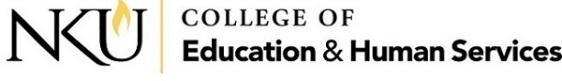 NKU
COLLEGE OF
Education & Human Services